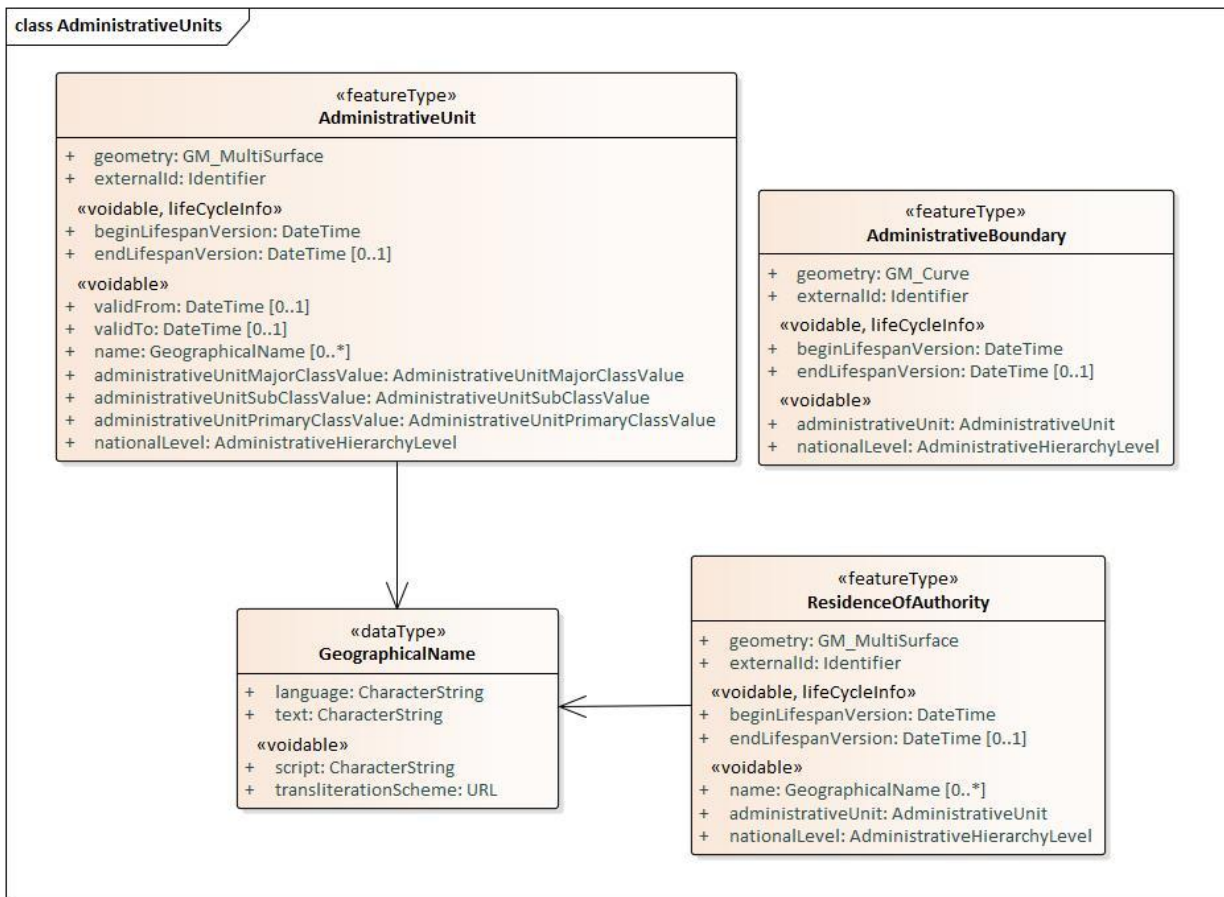 class AdministrativeUnits
«featureType»
AdministrativeUnit
+ geometry: GM_MultiSurface
+ externalId: Identifier
«voidable, lifeCycleInfo»
+ beginLifespanVersion: DateTime
+ endLifespanVersion: DateTime [0..1]
«voidable»
+ validFrom: DateTime [0..1]
+ validTo: DateTime [0..1]
+ name: GeographicalName [0..*]
+ administrativeUnitMajorClassValue: AdministrativeUnitMajorClassValue
+ administrativeUnitSubClassValue: AdministrativeUnitSubClassValue
+ administrativeUnitPrimaryClassValue: AdministrativeUnitPrimaryClassValue
+ nationalLevel: AdministrativeHierarchyLevel
«featureType»
AdministrativeBoundary
+ geometry: GM_Curve
+ externalId: Identifier
«voidable, lifeCycleInfo»
+ beginLifespanVersion: DateTime
+ endLifespanVersion: DateTime [0..1]
«voidable»
+ administrativeUnit: AdministrativeUnit
+ nationalLevel: AdministrativeHierarchyLevel
«dataType»
GeographicalName
+ language: CharacterString
+ text: CharacterString
«voidable»
+ script: CharacterString
+ transliterationScheme: URL
«featureType»
ResidenceOfAuthority
+ geometry: GM_MultiSurface
+ externalId: Identifier
«voidable, lifeCycleInfo»
+ beginLifespanVersion: DateTime
+ endLifespanVersion: DateTime [0..1]
«voidable»
+ name: GeographicalName [0..*]
+ administrativeUnit: AdministrativeUnit
+ nationalLevel: AdministrativeHierarchyLevel